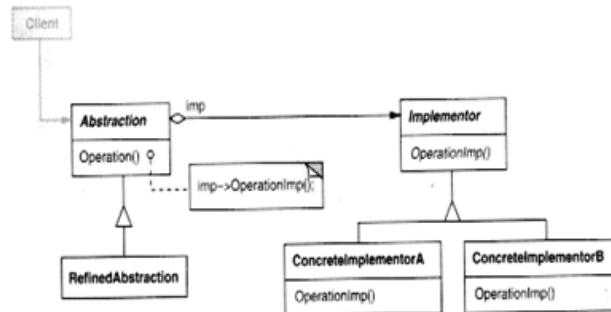 Client
imp
Abstraction
Operation()
imp->OperationImp();
RefinedAbstraction
Implementor
OperationImp()
ConcreteImplementorA
OperationImp()
ConcreteImplementorB
OperationImp()